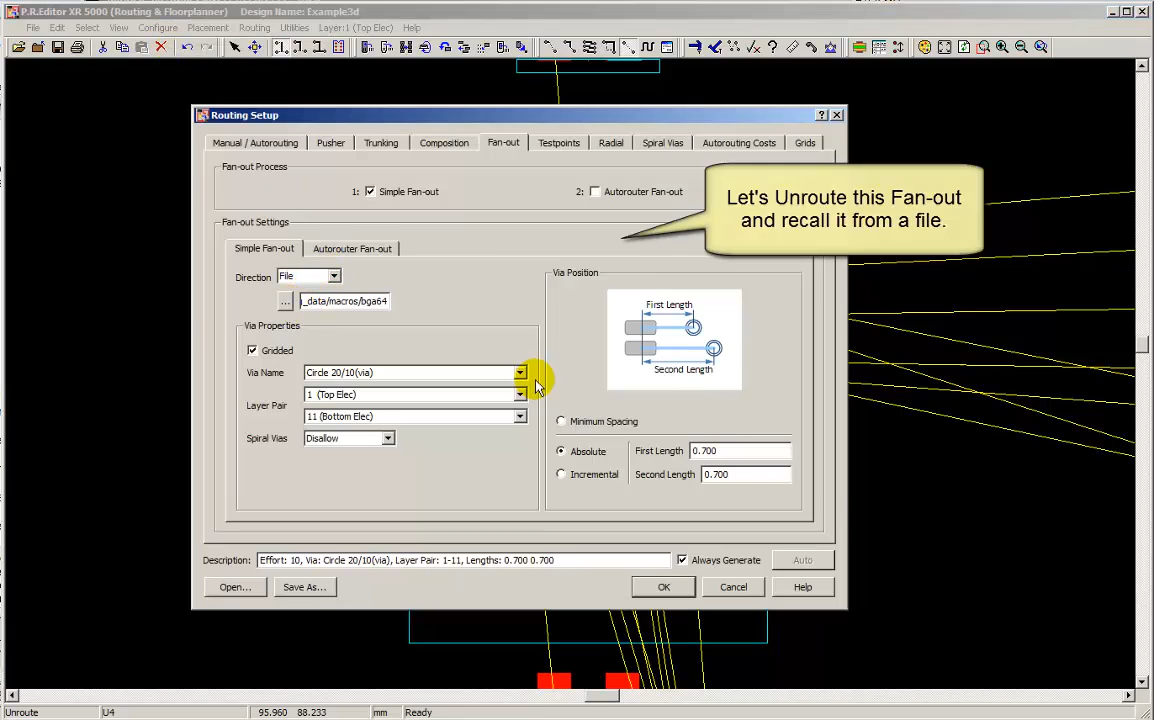 P.R.Editor XR 5000 (Routing & Floorplanner)    Design Name: Example3d
File Edit Select View Configure Placement Routing Utilities Layer:1 (Top Elec) Help
Routing Setup
Manual / Autorouting Pusher Trunking Composition Fan-out Testpoints Radial Spiral Vias Autorouting Costs Grids
Fan-out Process
1: Simple Fan-out 2: Autorouter Fan-out
Let's Unroute this Fan-out
and recall it from a file.
Fan-out Settings
Simple Fan-out Autorouter Fan-out
Direction File
... _data/macros/bga64
Via Properties
Gridded
Via Name Circle 20/10(via)
1 (Top Elec)
Layer Pair
11 (Bottom Elec)
Spiral Vias Disallow
Via Position
First Length
Second Length
Minimum Spacing
Absolute First Length 0.700
Incremental Second Length 0.700
Description: Effort: 10, Via: Circle 20/10(via), Layer Pair: 1-11, Lengths: 0.700 0.700 Always Generate Auto
Open... Save As... OK Cancel Help
Unroute U4 95.960 88.233 mm Ready